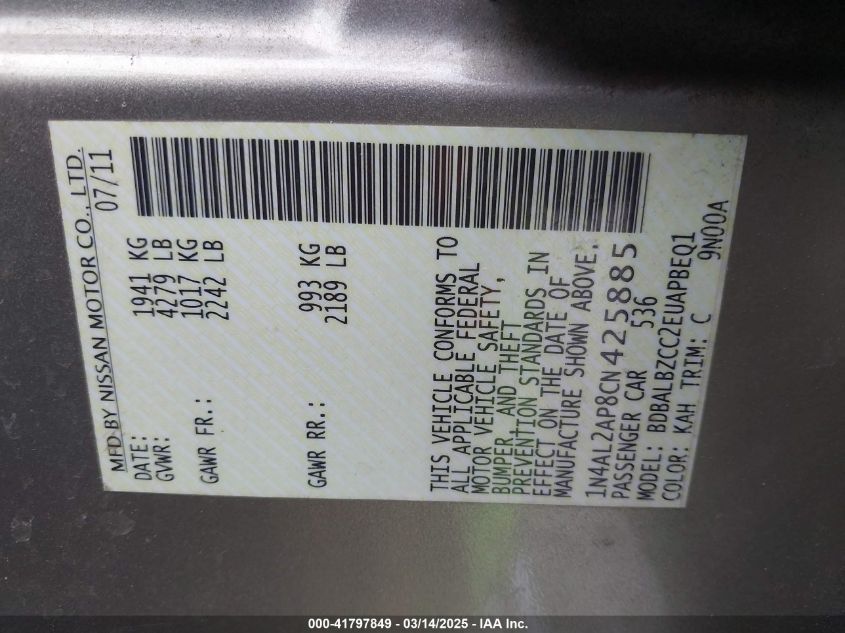 MFD BY NISSAN MOTOR CO., LTD.
DATE: 07/11
GVWR: 1941 KG
4279 LB
GAWR FR.: 1017 KG
2242 LB
GAWR RR.: 993 KG
2189 LB
THIS VEHICLE CONFORMS TO
ALL APPLICABLE FEDERAL
MOTOR VEHICLE SAFETY,
BUMPER, AND THEFT
PREVENTION STANDARDS IN
EFFECT ON THE DATE OF
MANUFACTURE SHOWN ABOVE.
1N4AL2AP8CN425885
PASSENGER CAR 536
MODEL: BDBALBZCC2EUAPBEQ1
COLOR: KAH TRIM: C 9N00A
000-41797849 - 03/14/2025 - IAA Inc.